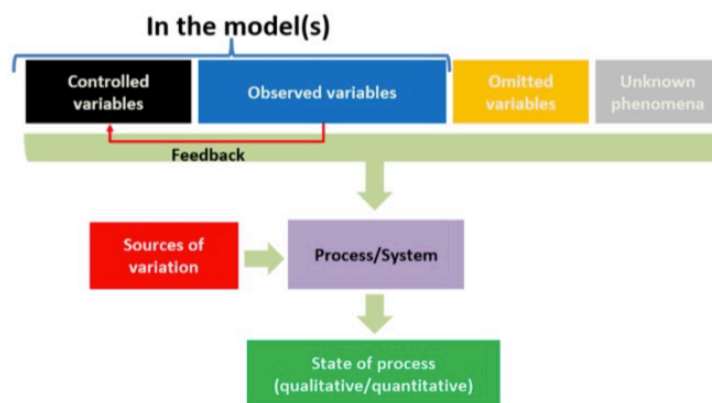 In the model(s)
Controlled
variables
Observed variables
Omitted
variables
Unknown
phenomena
Feedback
Sources of
variation
Process/System
State of process
(qualitative/quantitative)